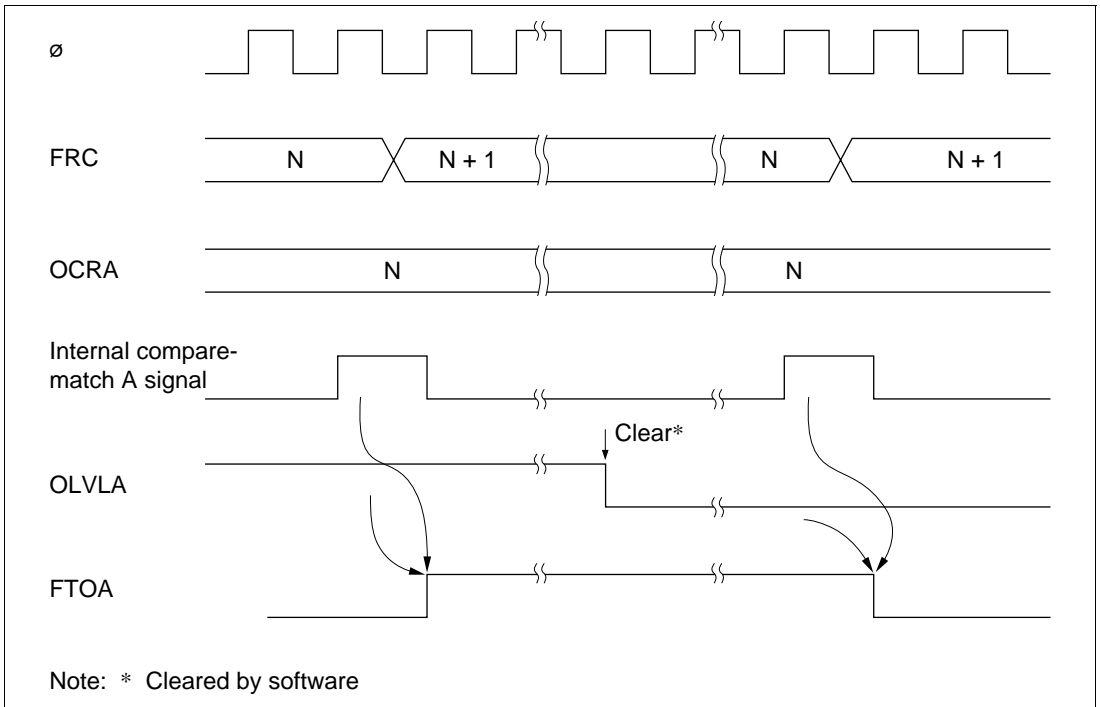 ø
FRC
N
N + 1
N
N + 1
OCRA
N
N
Internal compare-
match A signal
Clear*
OLVLA
FTOA
Note: * Cleared by software